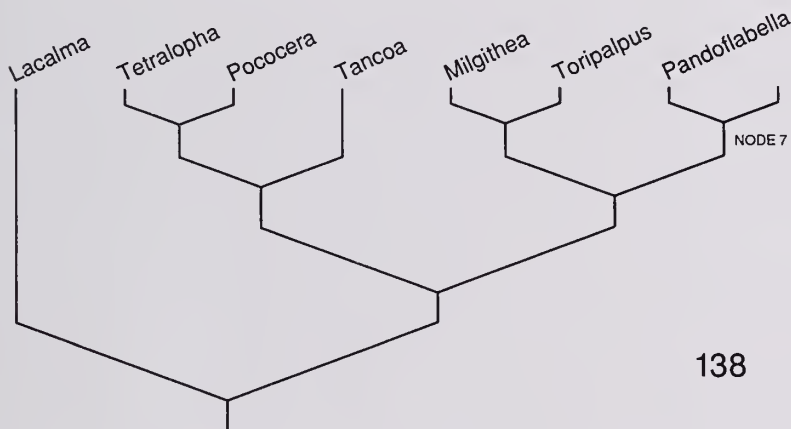 Lacalma
Tetralopha
Pococera
Tancoa
Milgithea
Toripalpus
Pandoflabella
NODE 7
138